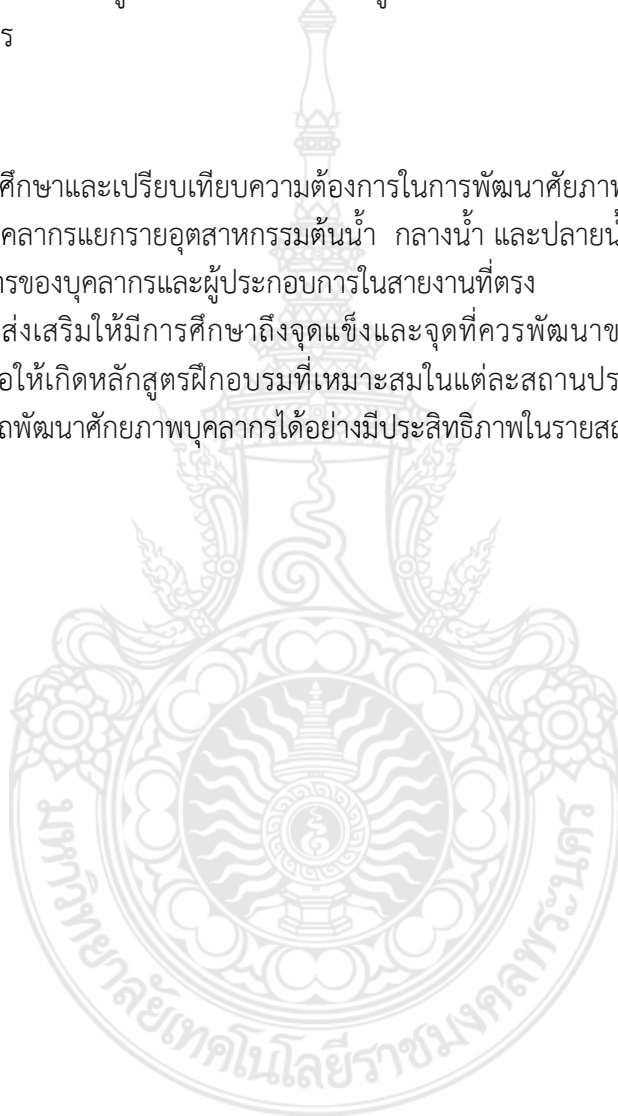 ร
ศึกษาและเปรียบเทียบความต้องการในการพัฒนาศัยภาพ
คลากรแยกรายอุตสาหกรรมต้นน้ำ กลางน้ำ และปลายน้ำ
ารของบุคลากรและผู้ประกอบการในสายงานที่ตรง
ส่งเสริมให้มีการศึกษาถึงจุดแข็งและจุดที่ควรพัฒนาข
อให้เกิดหลักสูตรฝึกอบรมที่เหมาะสมในแต่ละสถานปร
ถพัฒนาศักยภาพบุคลากรได้อย่างมีประสิทธิภาพในรายสถ
มหาวิทยาลัยเทคโนโลยีราชมงคลพระนคร